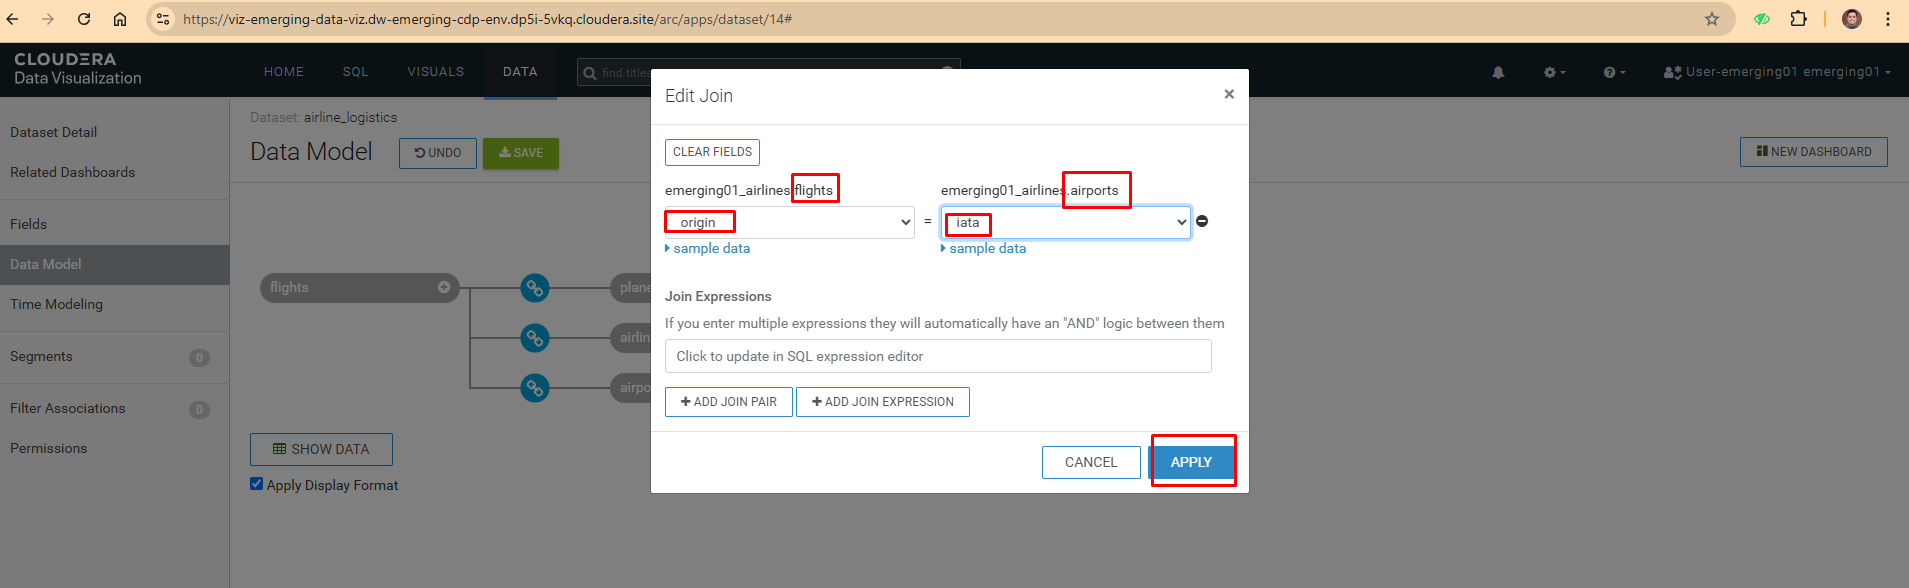 https://viz-emerging-data-viz.dw-emerging-cdp-env.dp5i-5vkq.cloudera.site/arc/apps/dataset/14#
CLOUDERA
Data Visualization
HOME
SQL
VISUALS
DATA
find titles
User-emerging01 emerging01
Dataset Detail
Related Dashboards
Fields
Data Model
Time Modeling
Segments
0
Filter Associations
0
Permissions
Dataset: airline_logistics
Data Model
UNDO
SAVE
NEW DASHBOARD
flights
plane
airlin
airpo
SHOW DATA
Apply Display Format
Edit Join
×
CLEAR FIELDS
emerging01_airlines.flights
emerging01_airlines.airports
origin
=
iata
sample data
sample data
Join Expressions
If you enter multiple expressions they will automatically have an "AND" logic between them
Click to update in SQL expression editor
ADD JOIN PAIR
ADD JOIN EXPRESSION
CANCEL
APPLY